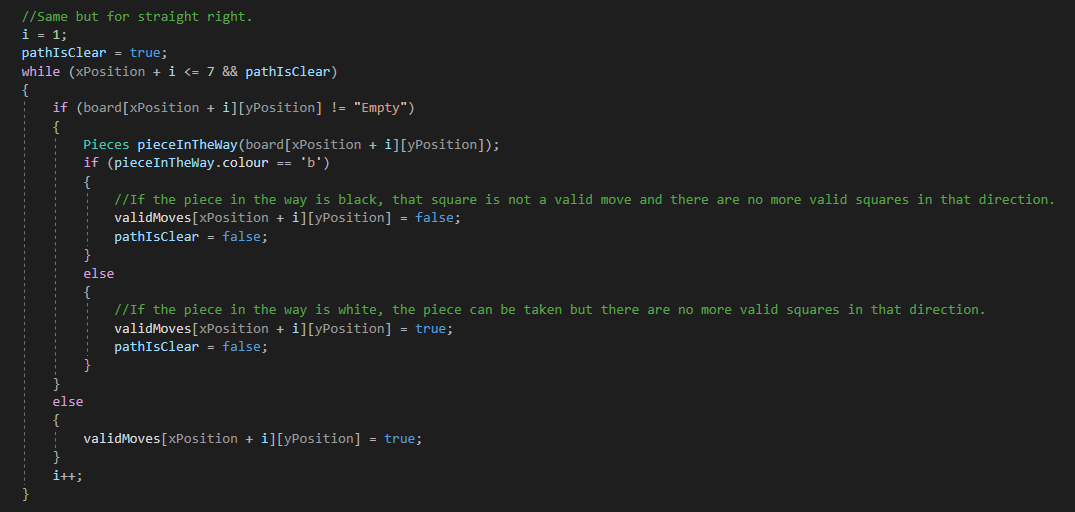 //Same but for straight right.
i = 1;
pathIsClear = true;
while (xPosition + i <= 7 && pathIsClear)
{
    if (board[xPosition + i][yPosition] != "Empty")
    {
        Pieces pieceInTheWay(board[xPosition + i][yPosition]);
        if (pieceInTheWay.colour == 'b')
        {
            //If the piece in the way is black, that square is not a valid move and there are no more valid squares in that direction.
            validMoves[xPosition + i][yPosition] = false;
            pathIsClear = false;
        }
        else
        {
            //If the piece in the way is white, the piece can be taken but there are no more valid squares in that direction.
            validMoves[xPosition + i][yPosition] = true;
            pathIsClear = false;
        }
    }
    else
    {
        validMoves[xPosition + i][yPosition] = true;
    }
    i++;
}